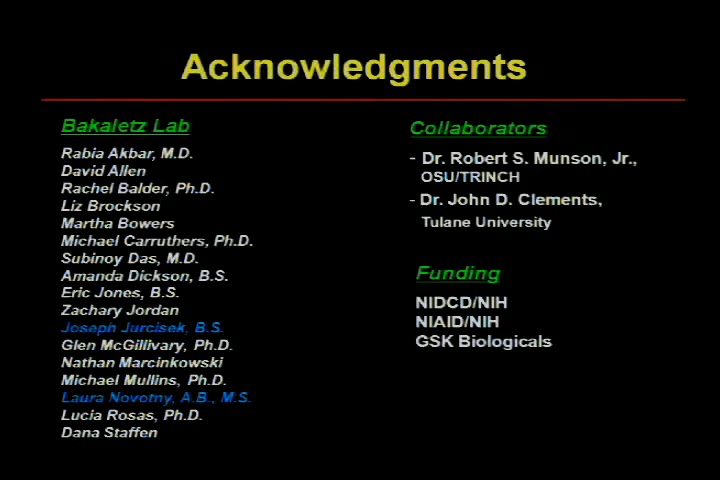 Acknowledgments
Bakaletz Lab
Rabia Akbar, M.D.
David Allen
Rachel Balder, Ph.D.
Liz Brockson
Martha Bowers
Michael Carruthers, Ph.D.
Subinoy Das, M.D.
Amanda Dickson, B.S.
Eric Jones, B.S.
Zachary Jordan
Joseph Jurcisek, B.S.
Glen McGillivary, Ph.D.
Nathan Marcinkowski
Michael Mullins, Ph.D.
Laura Novotny, A.B., M.S.
Lucia Rosas, Ph.D.
Dana Staffen
Collaborators
- Dr. Robert S. Munson, Jr.,
OSU/TRINCH
- Dr. John D. Clements,
Tulane University
Funding
NIDCD/NIH
NIAID/NIH
GSK Biologicals